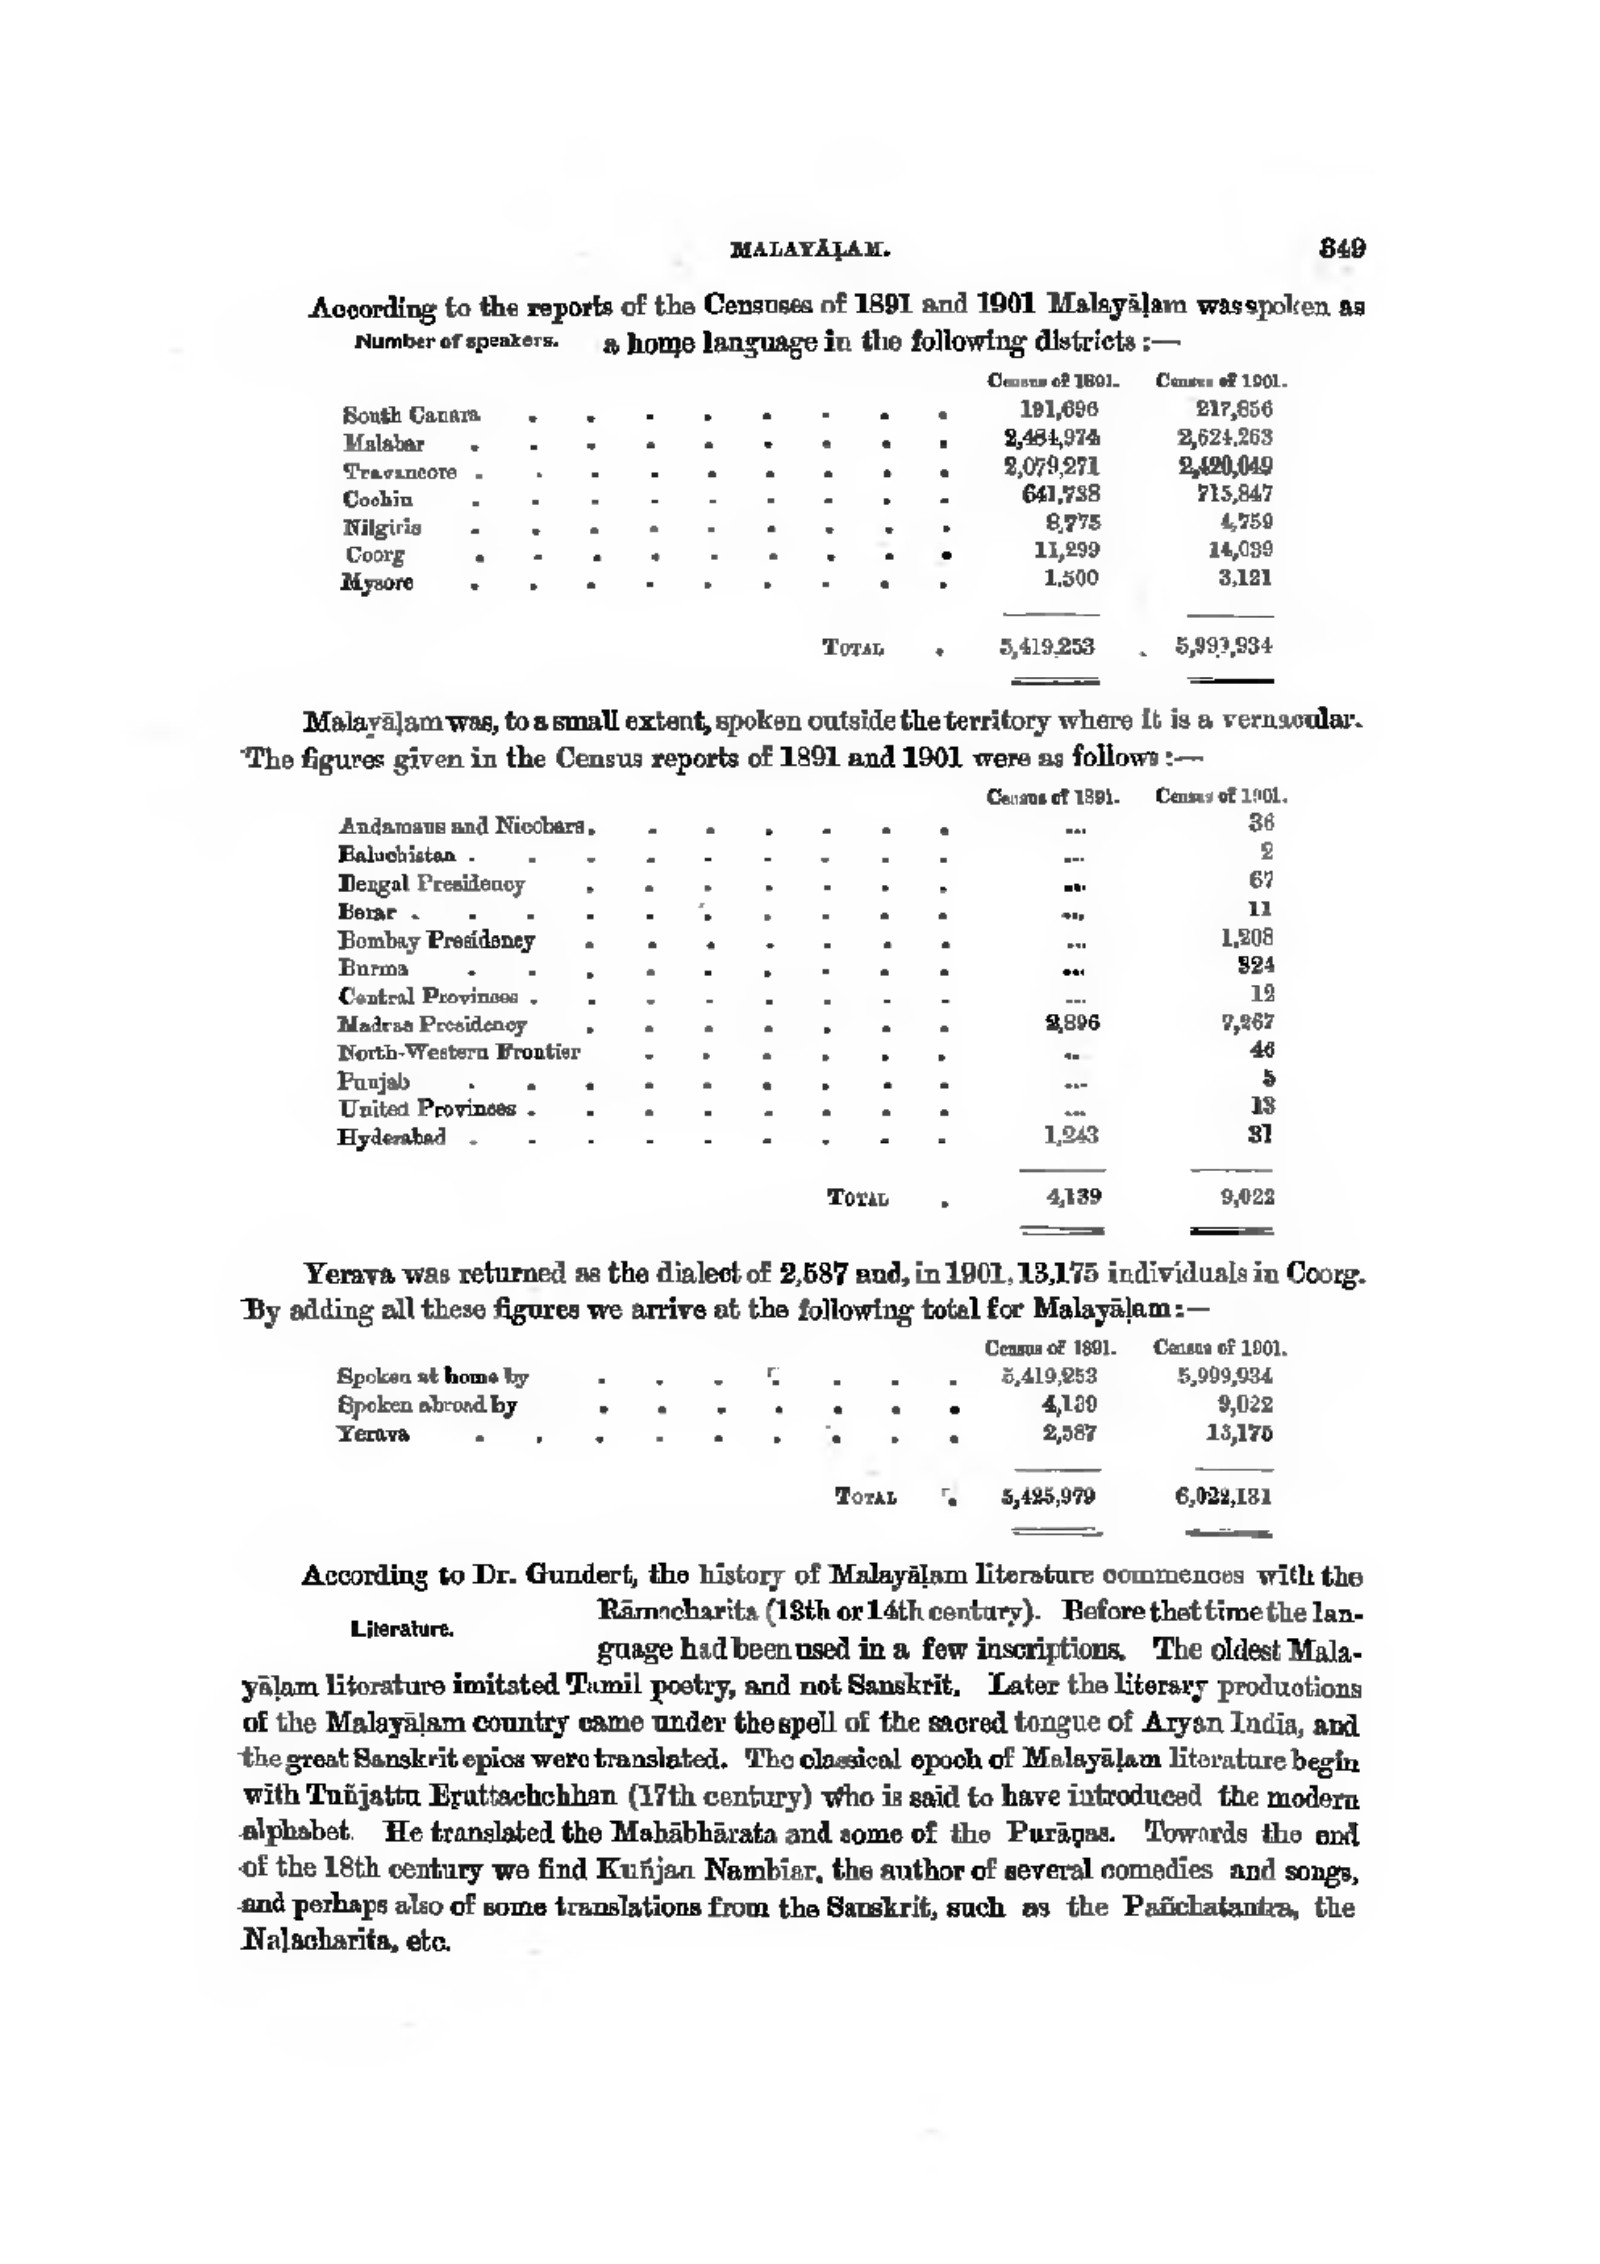 MALAYĀḶAM. 349
According to the reports of the Censuses of 1891 and 1901 Malayāḷam was spoken as
Number of speakers. a home language in the following districts :—
Census of 1891. Census of 1901.
South Canara 191,696 217,856
Malabar 2,484,974 2,624,263
Travancore 2,079,271 2,420,049
Cochin 641,738 715,847
Nilgiris 8,775 4,759
Coorg 11,299 14,039
Mysore 1,500 3,121
TOTAL 5,419,253 5,999,934
Malayāḷam was, to a small extent, spoken outside the territory where it is a vernacular.
The figures given in the Census reports of 1891 and 1901 were as follows :—
Census of 1891. Census of 1901.
Andamans and Nicobars ... 36
Baluchistan ... 2
Bengal Presidency ... 67
Berar ... 11
Bombay Presidency ... 1,208
Burma ... 324
Central Provinces ... 12
Madras Presidency 2,896 7,267
North-Western Frontier ... 46
Punjab ... 5
United Provinces ... 13
Hyderabad 1,243 31
TOTAL 4,139 9,022
Yerava was returned as the dialect of 2,587 and, in 1901, 13,175 individuals in Coorg.
By adding all these figures we arrive at the following total for Malayāḷam :—
Census of 1891. Census of 1901.
Spoken at home by 5,419,253 5,999,934
Spoken abroad by 4,139 9,022
Yerava 2,587 13,175
TOTAL 5,425,979 6,022,131
According to Dr. Gundert, the history of Malayāḷam literature commences with the
Rāmacharita (13th or 14th century). Before that time the lan-
Literature.
guage had been used in a few inscriptions. The oldest Mala-
yāḷam literature imitated Tamil poetry, and not Sanskrit. Later the literary productions
of the Malayāḷam country came under the spell of the sacred tongue of Aryan India, and
the great Sanskrit epics were translated. The classical epoch of Malayāḷam literature begin
with Tuñjattu Eṛuttachchhan (17th century) who is said to have introduced the modern
alphabet. He translated the Mahābhārata and some of the Purāṇas. Towards the end
of the 18th century we find Kuñjan Nambiar, the author of several comedies and songs,
and perhaps also of some translations from the Sanskrit, such as the Pañchatantra, the
Naḷacharita, etc.